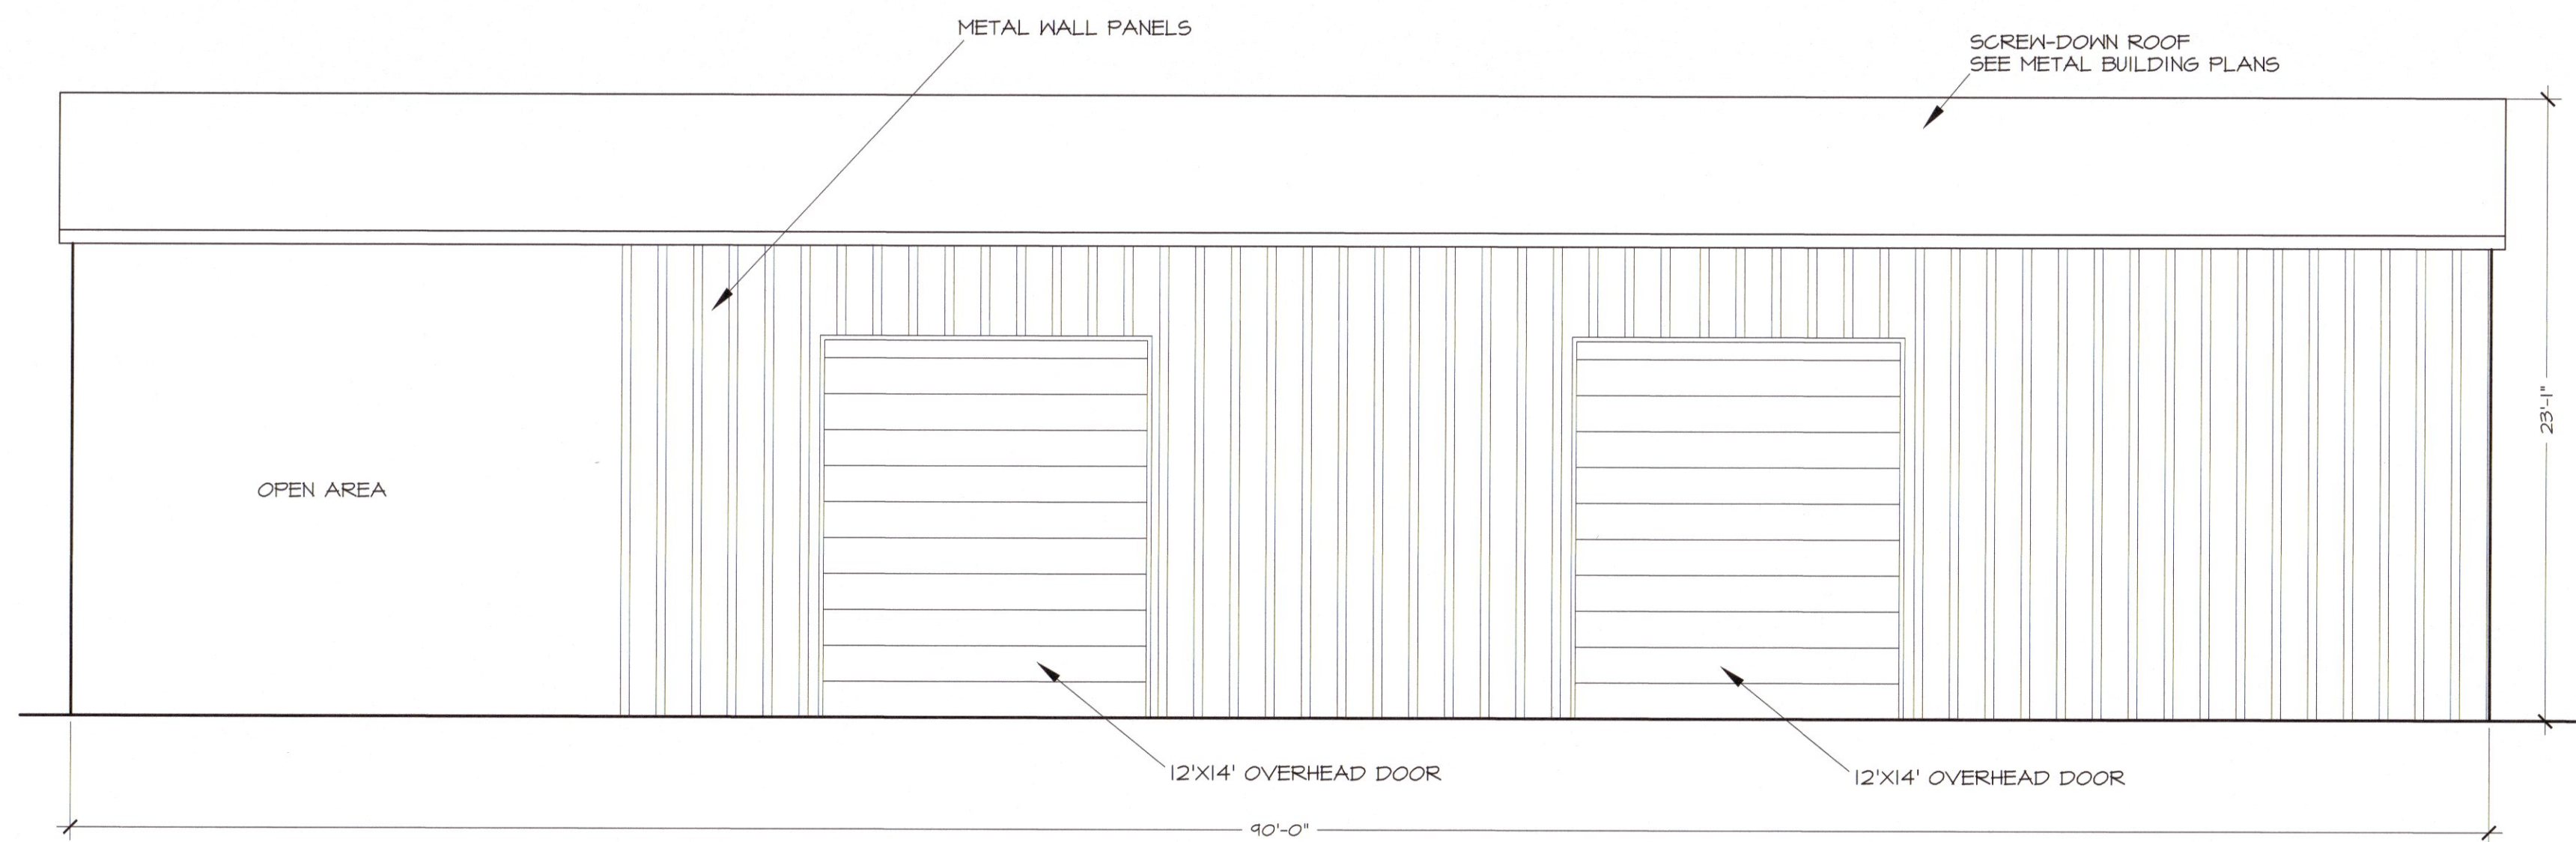 METAL WALL PANELS
SCREW-DOWN ROOF
SEE METAL BUILDING PLANS
OPEN AREA
23'-1"
12'X14' OVERHEAD DOOR
12'X14' OVERHEAD DOOR
90'-0"